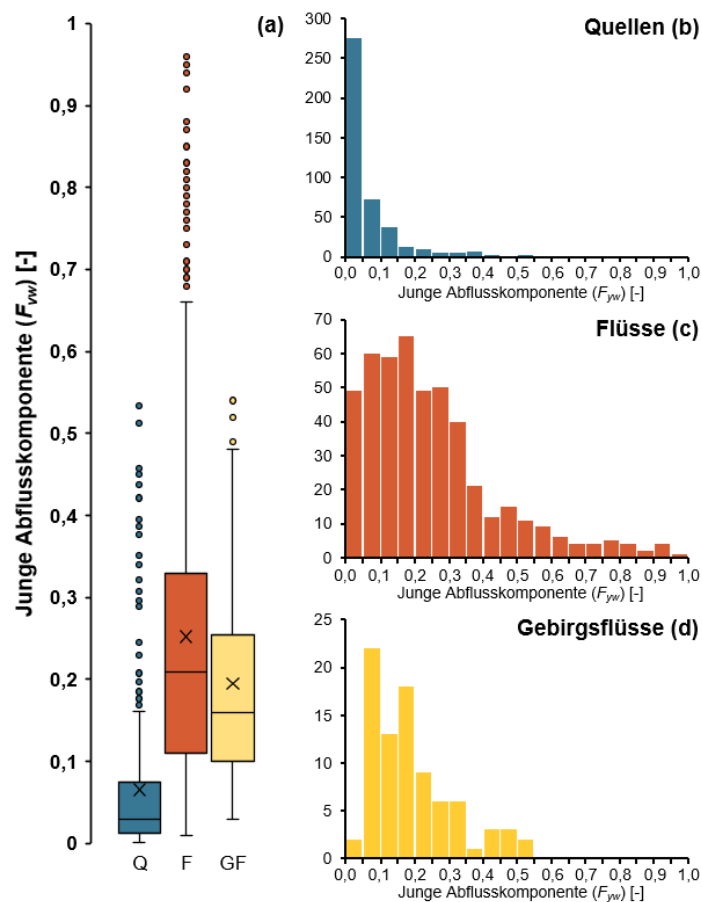 (a)
1
0,9
0,8
0,7
0,6
0,5
0,4
0,3
0,2
0,1
0
Junge Abflusskomponente (Fvw) [-]
Q F GF
Quellen (b)
300
250
200
150
100
50
0
0,0 0,1 0,2 0,3 0,4 0,5 0,6 0,7 0,8 0,9 1,0
Junge Abflusskomponente (Fyw) [-]
Flüsse (c)
70
60
50
40
30
20
10
0
0,0 0,1 0,2 0,3 0,4 0,5 0,6 0,7 0,8 0,9 1,0
Junge Abflusskomponente (Fyw) [-]
Gebirgsflüsse (d)
25
20
15
10
5
0
0,0 0,1 0,2 0,3 0,4 0,5 0,6 0,7 0,8 0,9 1,0
Junge Abflusskomponente (Fyw) [-]